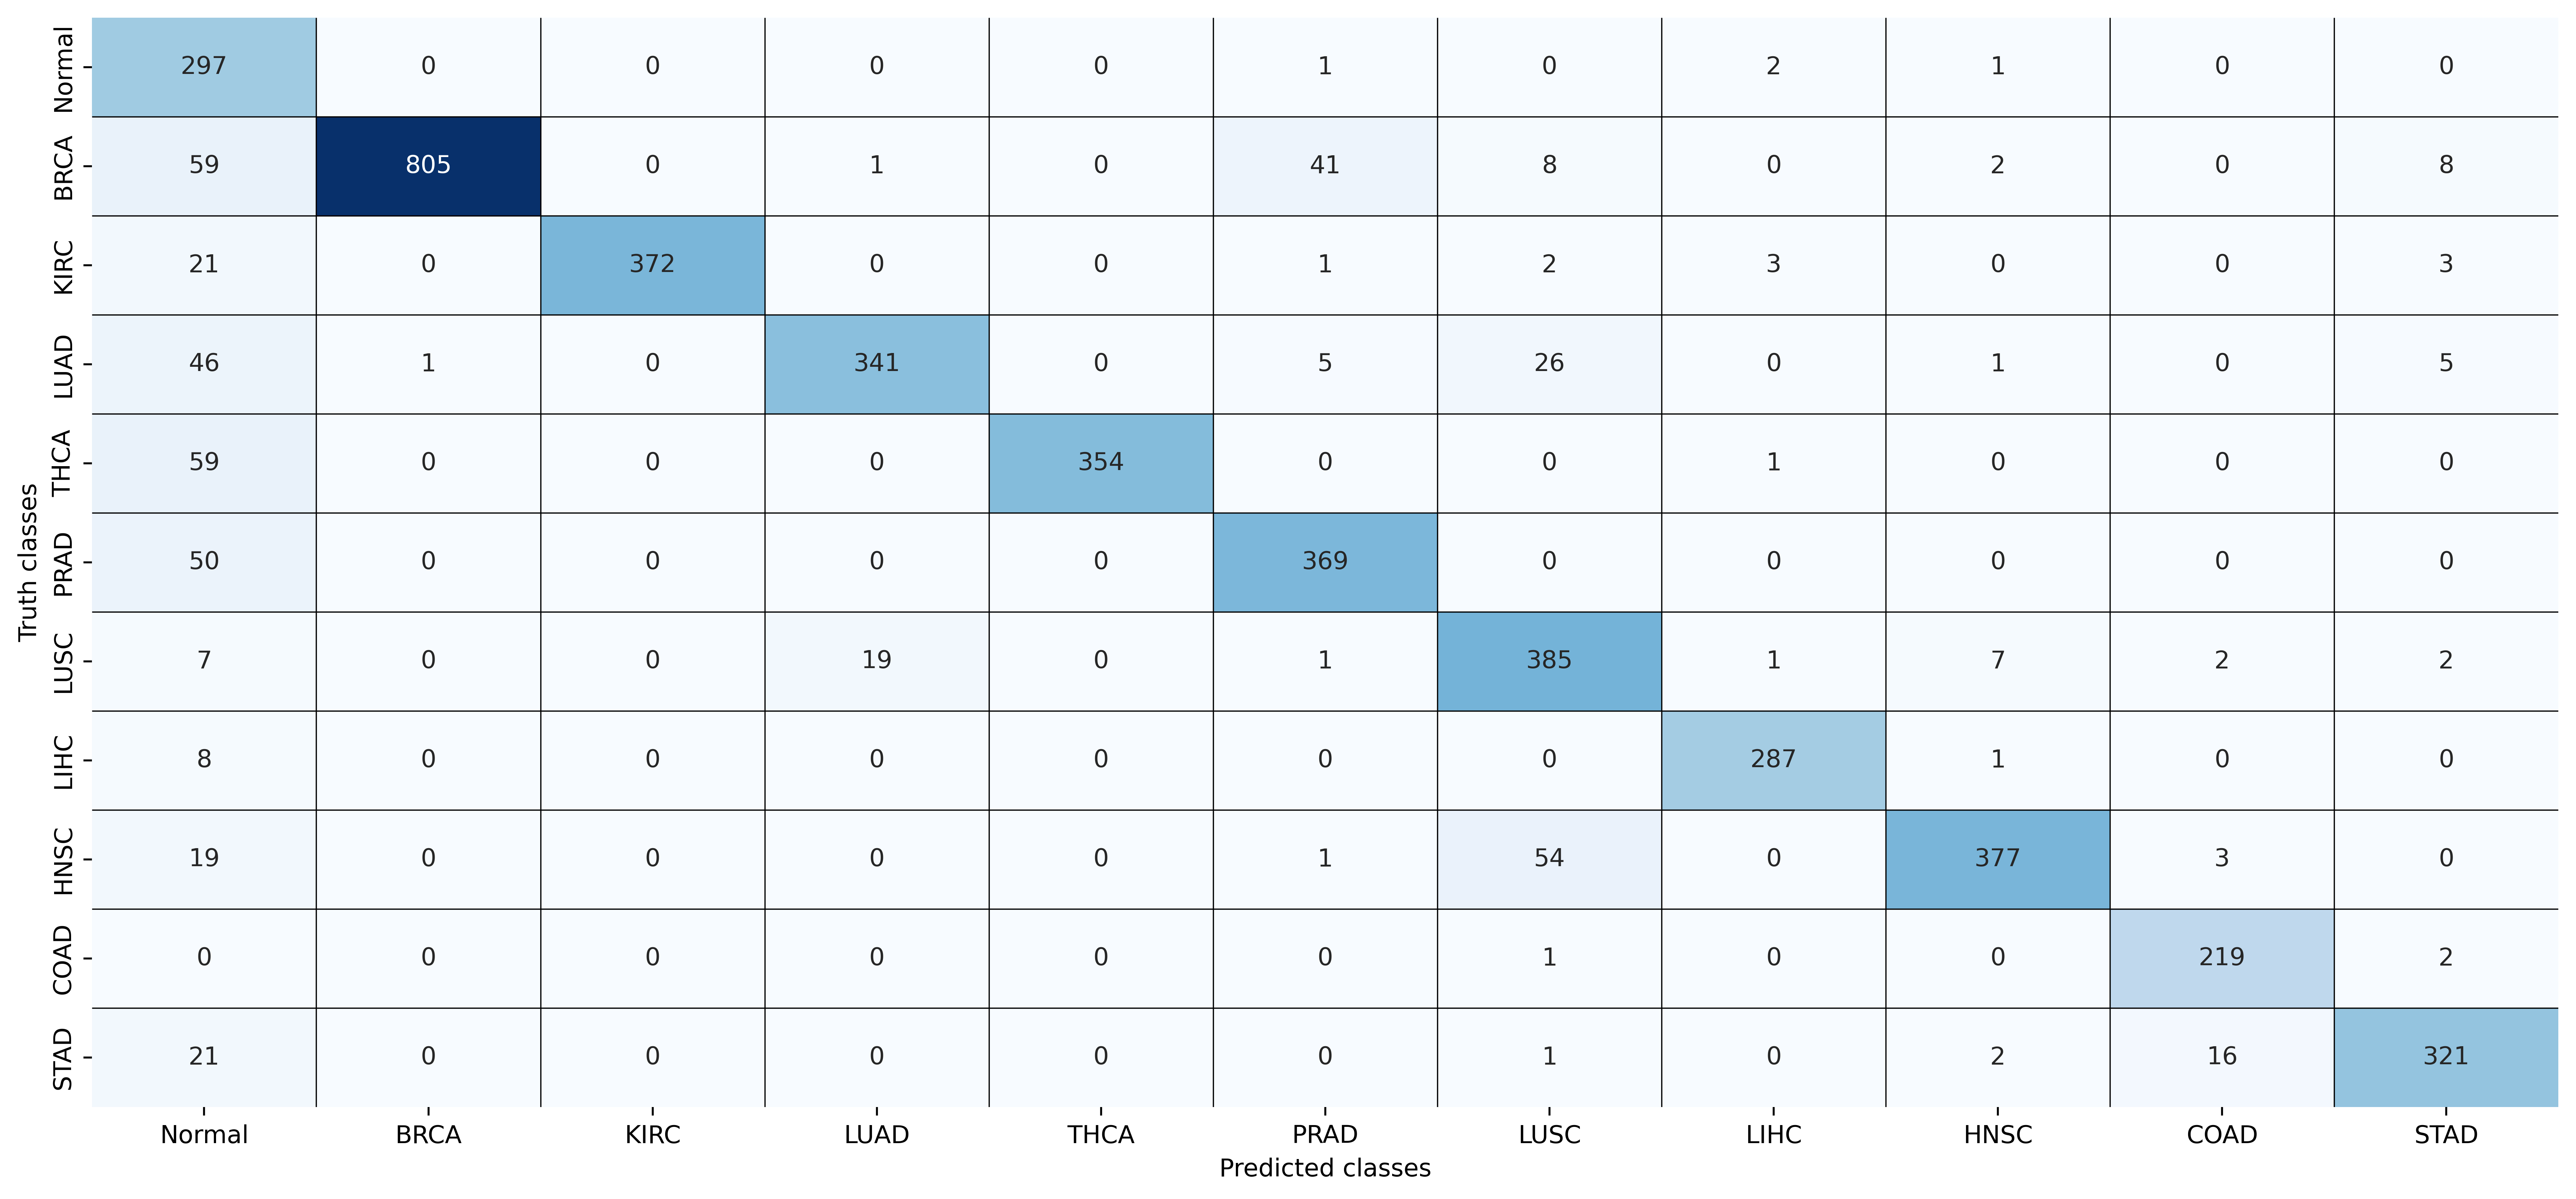 Truth classes
Normal 297 0 0 0 0 1 0 2 1 0 0
BRCA 59 805 0 1 0 41 8 0 2 0 8
KIRC 21 0 372 0 0 1 2 3 0 0 3
LUAD 46 1 0 341 0 5 26 0 1 0 5
THCA 59 0 0 0 354 0 0 1 0 0 0
PRAD 50 0 0 0 0 369 0 0 0 0 0
LUSC 7 0 0 19 0 1 385 1 7 2 2
LIHC 8 0 0 0 0 0 0 287 1 0 0
HNSC 19 0 0 0 0 1 54 0 377 3 0
COAD 0 0 0 0 0 0 1 0 0 219 2
STAD 21 0 0 0 0 0 1 0 2 16 321
Normal BRCA KIRC LUAD THCA PRAD LUSC LIHC HNSC COAD STAD
Predicted classes